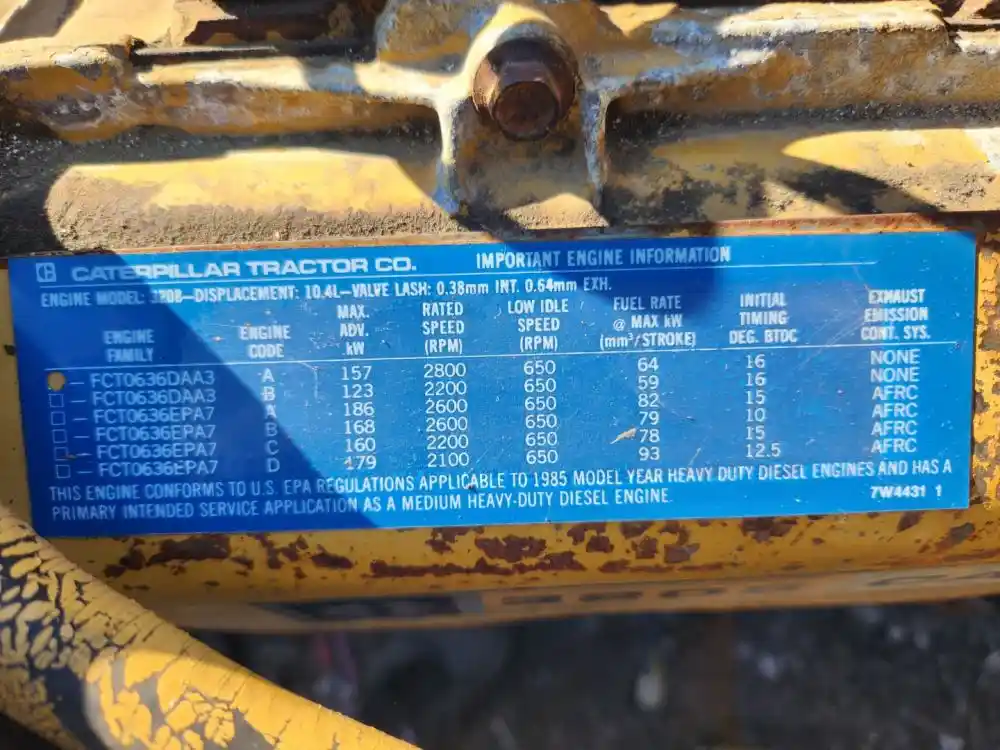 CATERPILLAR TRACTOR CO. IMPORTANT ENGINE INFORMATION
ENGINE MODEL: 3208–DISPLACEMENT: 10.4L–VALVE LASH: 0.38mm INT. 0.64mm EXH.
ENGINE FAMILY ENGINE CODE MAX. ADV. kW RATED SPEED (RPM) LOW IDLE SPEED (RPM) FUEL RATE @ MAX kW (mm³/STROKE) INITIAL TIMING DEG. BTDC EXHAUST EMISSION CONT. SYS.
– FCT0636DAA3 A 157 2800 650 64 16 NONE
– FCT0636DAA3 B 123 2200 650 59 16 NONE
– FCT0636EPA7 A 186 2600 650 82 15 AFRC
– FCT0636EPA7 B 168 2600 650 79 10 AFRC
– FCT0636EPA7 C 160 2200 650 78 15 AFRC
– FCT0636EPA7 D 179 2100 650 93 12.5 AFRC
THIS ENGINE CONFORMS TO U.S. EPA REGULATIONS APPLICABLE TO 1985 MODEL YEAR HEAVY DUTY DIESEL ENGINES AND HAS A
PRIMARY INTENDED SERVICE APPLICATION AS A MEDIUM HEAVY-DUTY DIESEL ENGINE. 7W4431 1